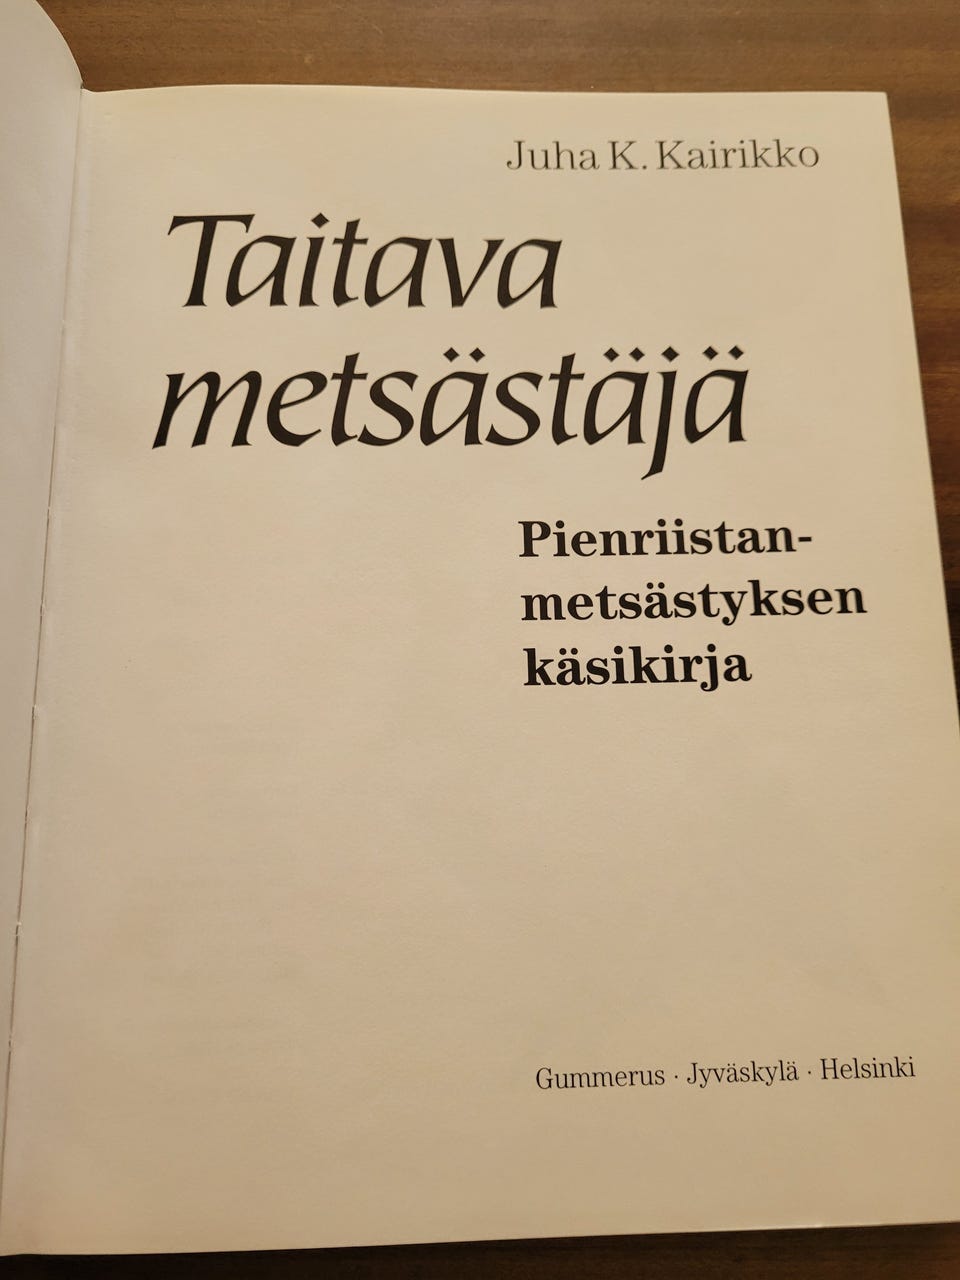 Juha K. Kairikko
Taitava
metsästäjä
Pienriistan-
metsästyksen
käsikirja
Gummerus · Jyväskylä · Helsinki